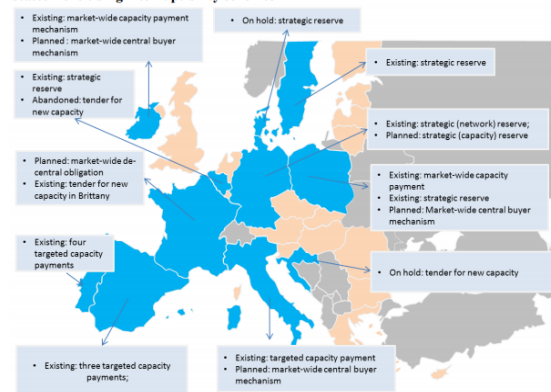 • Existing: market-wide capacity payment
mechanism
• Planned : market-wide central buyer
mechanism
• On hold: strategic reserve
• Existing: strategic
reserve
• Abandoned: tender for
new capacity
• Existing: strategic reserve
• Existing: strategic (network) reserve;
• Planned: strategic (capacity) reserve
• Planned: market-wide de-
central obligation
• Existing: tender for new
capacity in Brittany
• Existing: market-wide capacity
payment
• Existing: strategic reserve
• Planned: Market-wide central buyer
mechanism
• Existing: four
targeted capacity
payments
• On hold: tender for new capacity
• Existing: three targeted capacity
payments;
• Existing: targeted capacity payment
• Planned: market-wide central buyer
mechanism